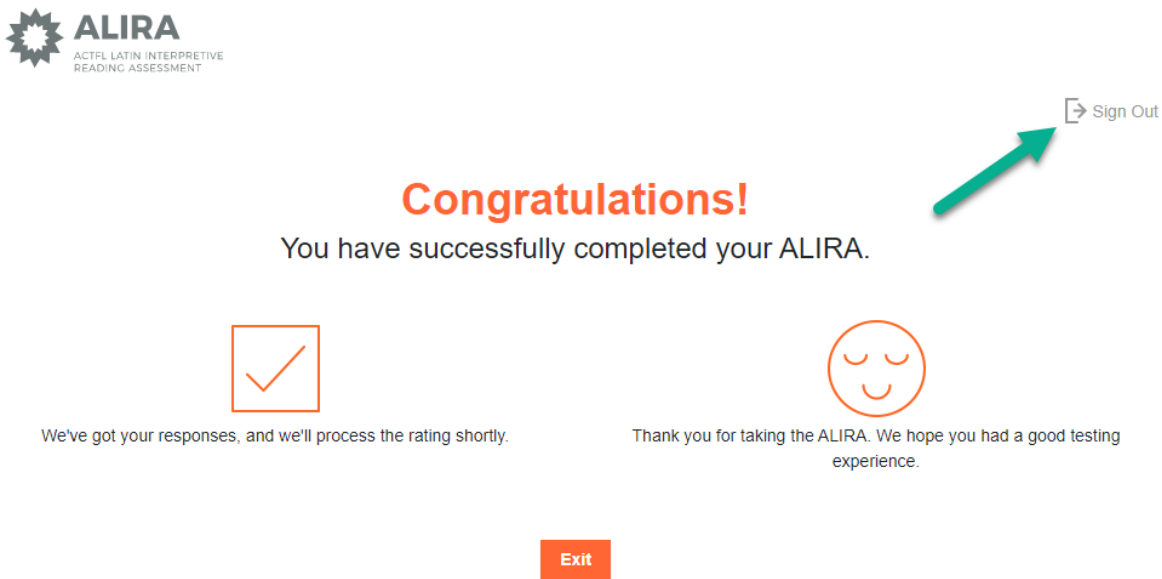 ALIRA
ACTFL LATIN INTERPRETIVE
READING ASSESSMENT
Sign Out
Congratulations!
You have successfully completed your ALIRA.
We've got your responses, and we'll process the rating shortly.
Thank you for taking the ALIRA. We hope you had a good testing
experience.
Exit